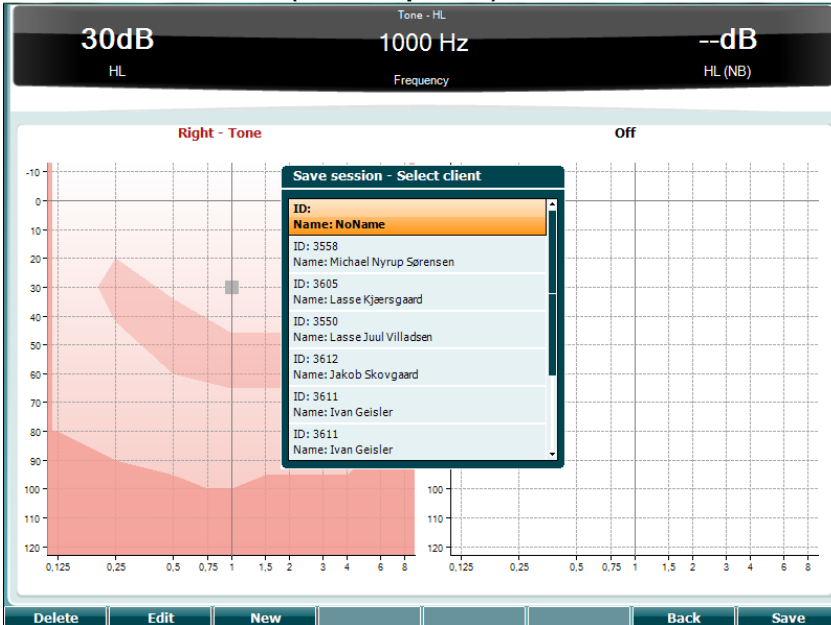 Tone - HL
30dB
1000 Hz
--dB
HL
Frequency
HL (NB)
Right - Tone
Off
Save session - Select client
ID:
Name: NoName
ID: 3558
Name: Michael Nyrup Sørensen
ID: 3605
Name: Lasse Kjærsgaard
ID: 3550
Name: Lasse Juul Villadsen
ID: 3612
Name: Jakob Skovgaard
ID: 3611
Name: Ivan Geisler
ID: 3611
Name: Ivan Geisler
-10
0
10
20
30
40
50
60
70
80
90
100
110
120
0,125 0,25 0,5 0,75 1 1,5 2 3 4 6 8
100
110
120
0,125 0,25 0,5 0,75 1 1,5 2 3 4 6 8
Delete Edit New Back Save